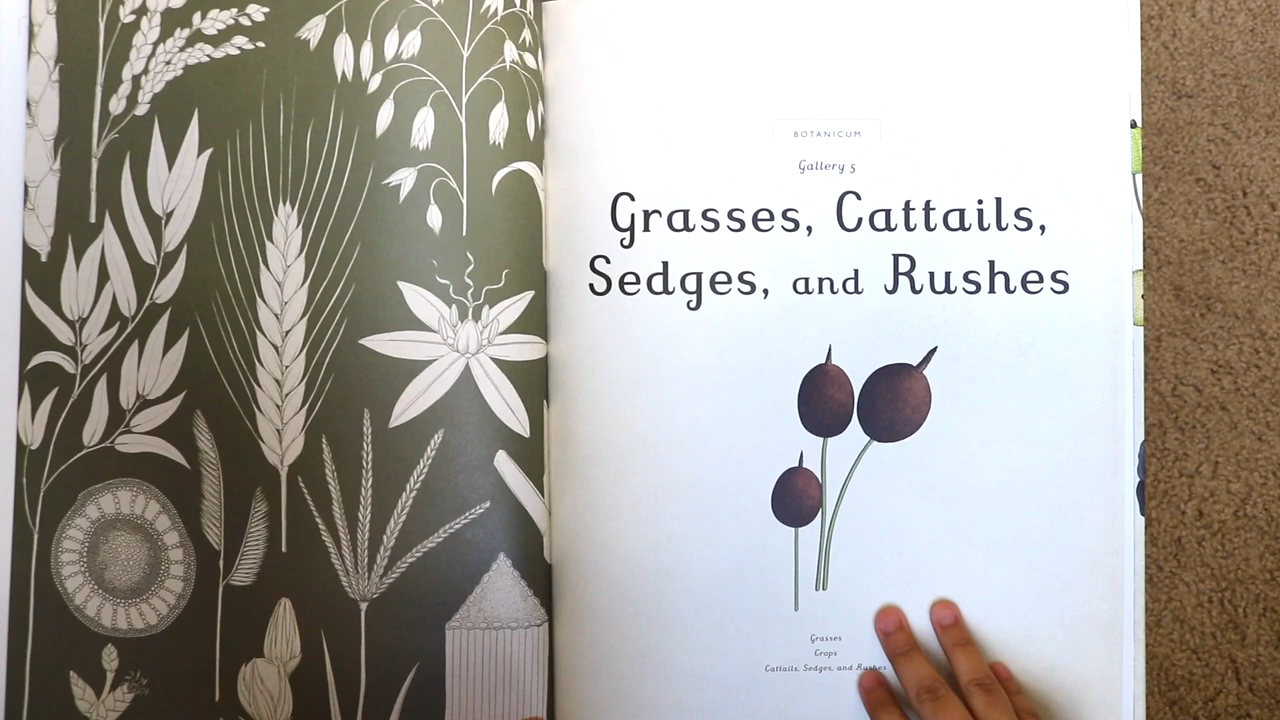 BOTANICUM
Gallery 5
Grasses, Cattails,
Sedges, and Rushes
Grasses
Crops
Cattails, Sedges, and Rushes